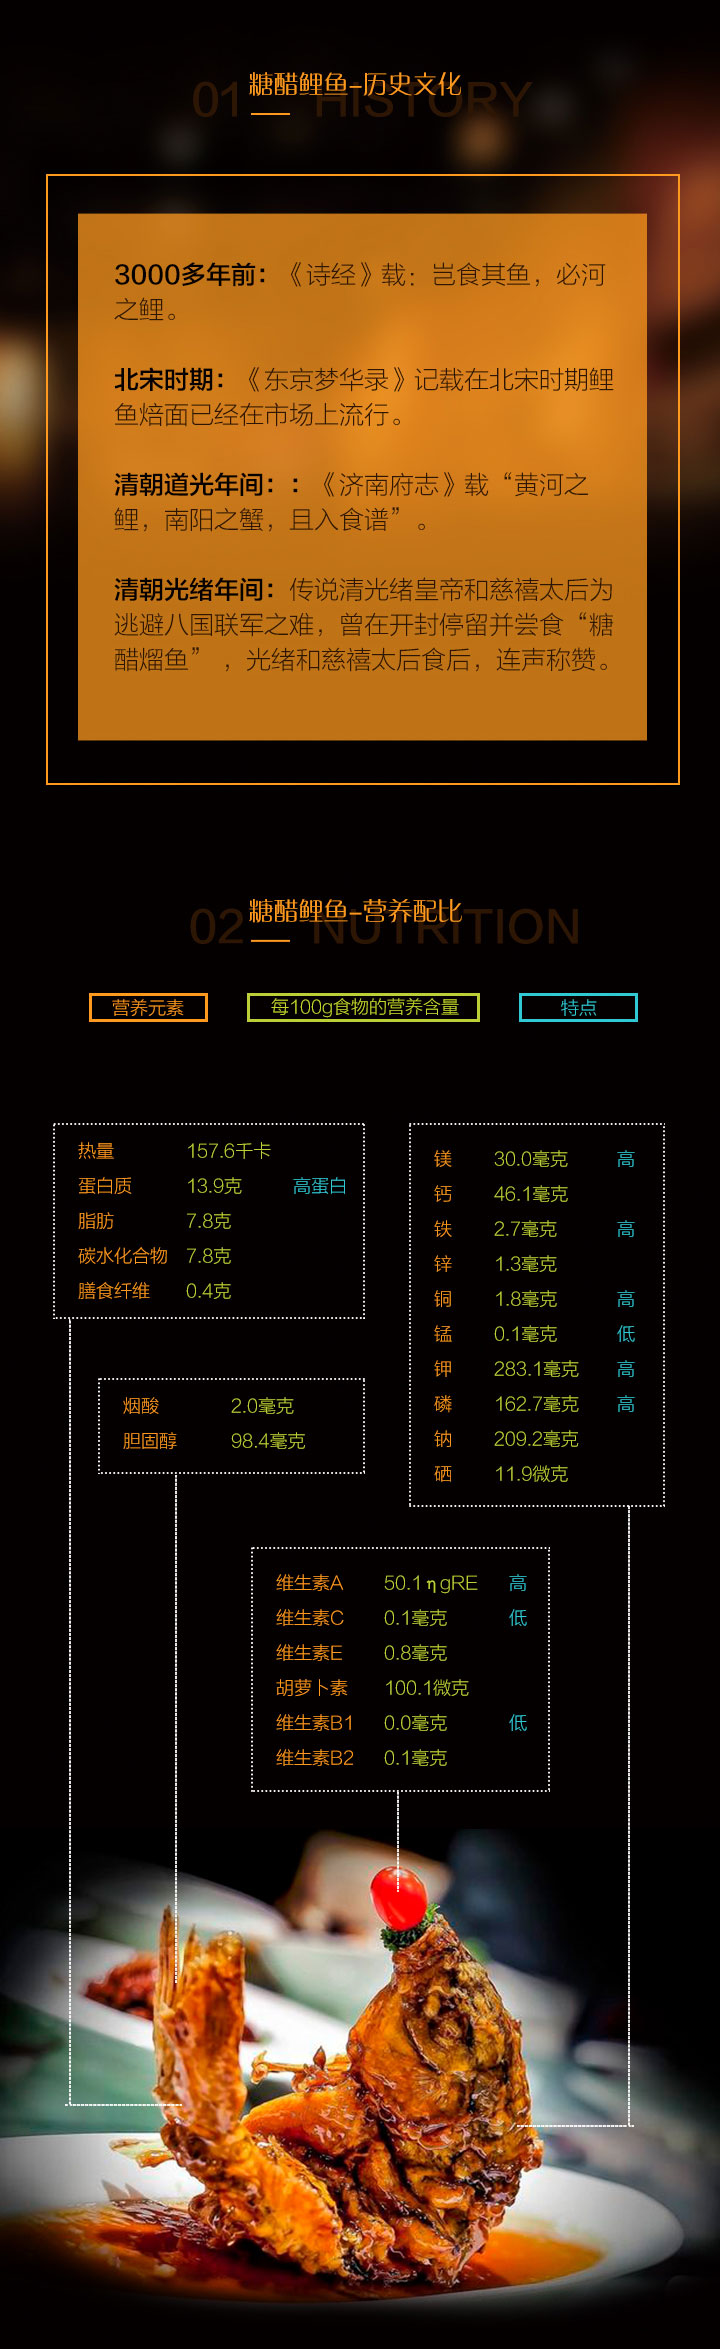 01 HISTORY
糖醋鲤鱼-历史文化
3000多年前：《诗经》载：岂食其鱼，必河
之鲤。
北宋时期：《东京梦华录》记载在北宋时期鲤
鱼焙面已经在市场上流行。
清朝道光年间：：《济南府志》载“黄河之
鲤，南阳之蟹，且入食谱”。
清朝光绪年间：传说清光绪皇帝和慈禧太后为
逃避八国联军之难，曾在开封停留并尝食“糖
醋熘鱼”，光绪和慈禧太后食后，连声称赞。
02 NUTRITION
糖醋鲤鱼-营养配比
营养元素 每100g食物的营养含量 特点
热量 157.6千卡
蛋白质 13.9克 高蛋白
脂肪 7.8克
碳水化合物 7.8克
膳食纤维 0.4克
镁 30.0毫克 高
钙 46.1毫克
铁 2.7毫克 高
锌 1.3毫克
铜 1.8毫克 高
锰 0.1毫克 低
钾 283.1毫克 高
磷 162.7毫克 高
钠 209.2毫克
硒 11.9微克
烟酸 2.0毫克
胆固醇 98.4毫克
维生素A 50.1ηgRE 高
维生素C 0.1毫克 低
维生素E 0.8毫克
胡萝卜素 100.1微克
维生素B1 0.0毫克 低
维生素B2 0.1毫克